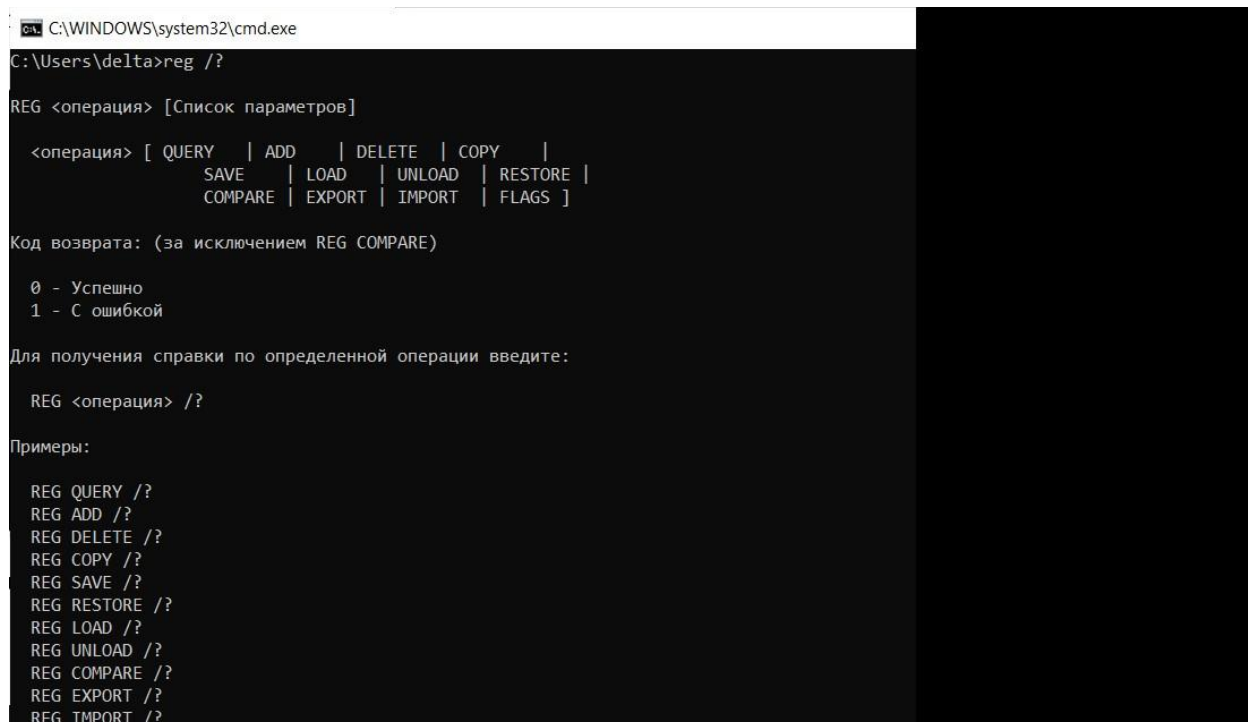 C:\WINDOWS\system32\cmd.exe
C:\Users\delta>reg /?
REG <операция> [Список параметров]
<операция> [ QUERY | ADD | DELETE | COPY |
SAVE | LOAD | UNLOAD | RESTORE |
COMPARE | EXPORT | IMPORT | FLAGS ]
Код возврата: (за исключением REG COMPARE)
0 - Успешно
1 - С ошибкой
Для получения справки по определенной операции введите:
REG <операция> /?
Примеры:
REG QUERY /?
REG ADD /?
REG DELETE /?
REG COPY /?
REG SAVE /?
REG RESTORE /?
REG LOAD /?
REG UNLOAD /?
REG COMPARE /?
REG EXPORT /?
REG IMPORT /?